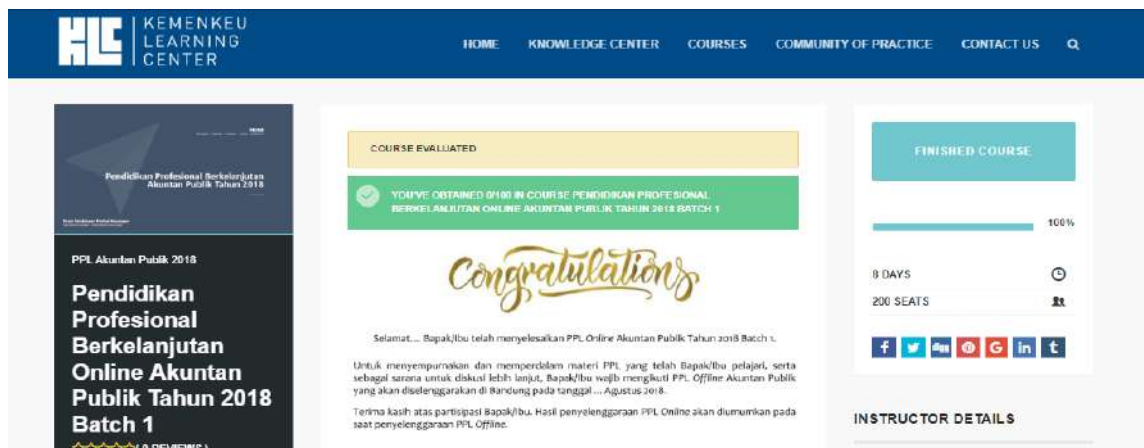 KLC
KEMENKEU
LEARNING
CENTER
HOME KNOWLEDGE CENTER COURSES COMMUNITY OF PRACTICE CONTACT US
Pendidikan Profesional Berkelanjutan
Akuntan Publik Tahun 2018
PPL Akuntan Publik 2018
Pendidikan
Profesional
Berkelanjutan
Online Akuntan
Publik Tahun 2018
Batch 1
( 0 REVIEWS )
COURSE EVALUATED
YOU'VE OBTAINED 0/100 IN COURSE PENDIDIKAN PROFESIONAL
BERKELANJUTAN ONLINE AKUNTAN PUBLIK TAHUN 2018 BATCH 1
Congratulations
Selamat.... Bapak/Ibu telah menyelesaikan PPL Online Akuntan Publik Tahun 2018 Batch 1.
Untuk menyempurnakan dan memperdalam materi PPL yang telah Bapak/Ibu pelajari, serta
sebagai sarana untuk diskusi lebih lanjut, Bapak/Ibu wajib mengikuti PPL Offline Akuntan Publik
yang akan diselenggarakan di Bandung pada tanggal ... Agustus 2018.
Terima kasih atas partisipasi Bapak/Ibu. Hasil penyelenggaraan PPL Online akan diumumkan pada
saat penyelenggaraan PPL Offline.
FINISHED COURSE
100%
8 DAYS
200 SEATS
f digg G in t
INSTRUCTOR DETAILS